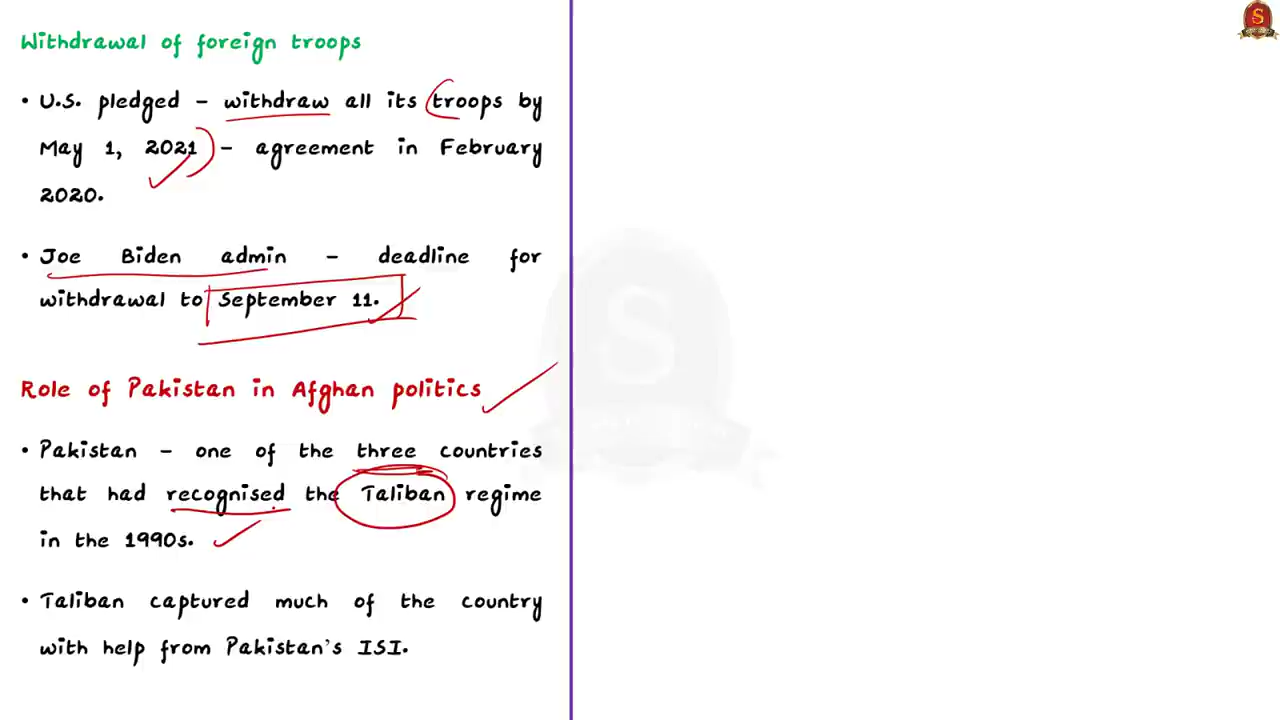 Withdrawal of foreign troops
• U.S. pledged – withdraw all its troops by
May 1, 2021 – agreement in February
2020.
• Joe Biden admin – deadline for
withdrawal to September 11.
Role of Pakistan in Afghan politics
• Pakistan – one of the three countries
that had recognised the Taliban regime
in the 1990s.
• Taliban captured much of the country
with help from Pakistan's ISI.
S
S